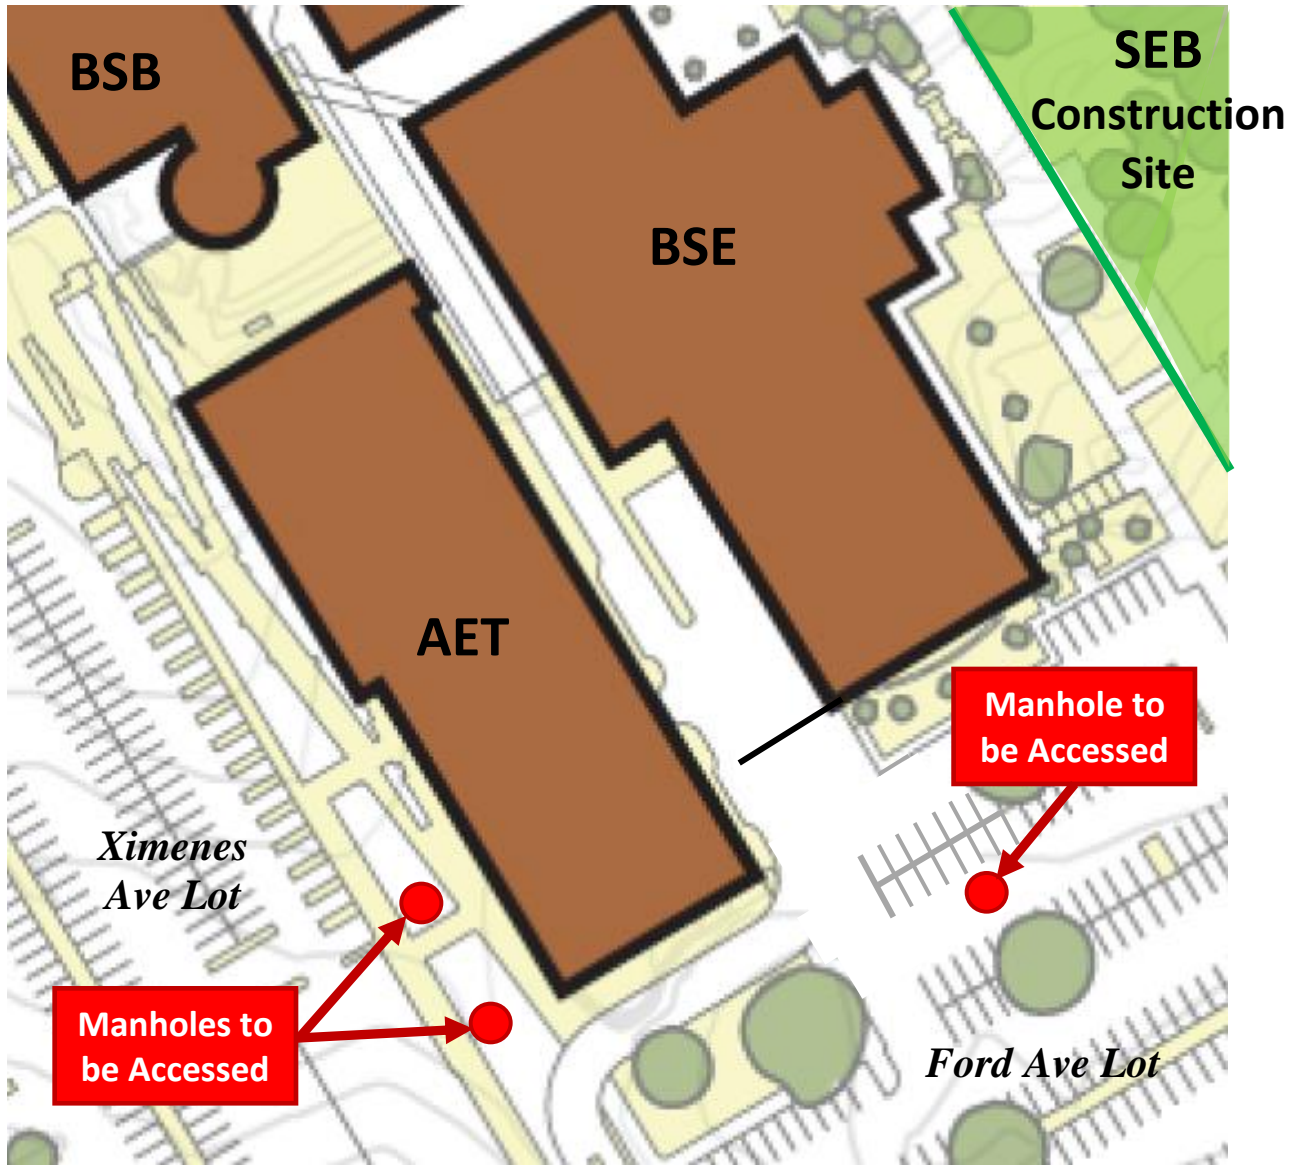 BSB
SEB
Construction
Site
BSE
AET
Manhole to
be Accessed
Ximenes
Ave Lot
Manholes to
be Accessed
Ford Ave Lot